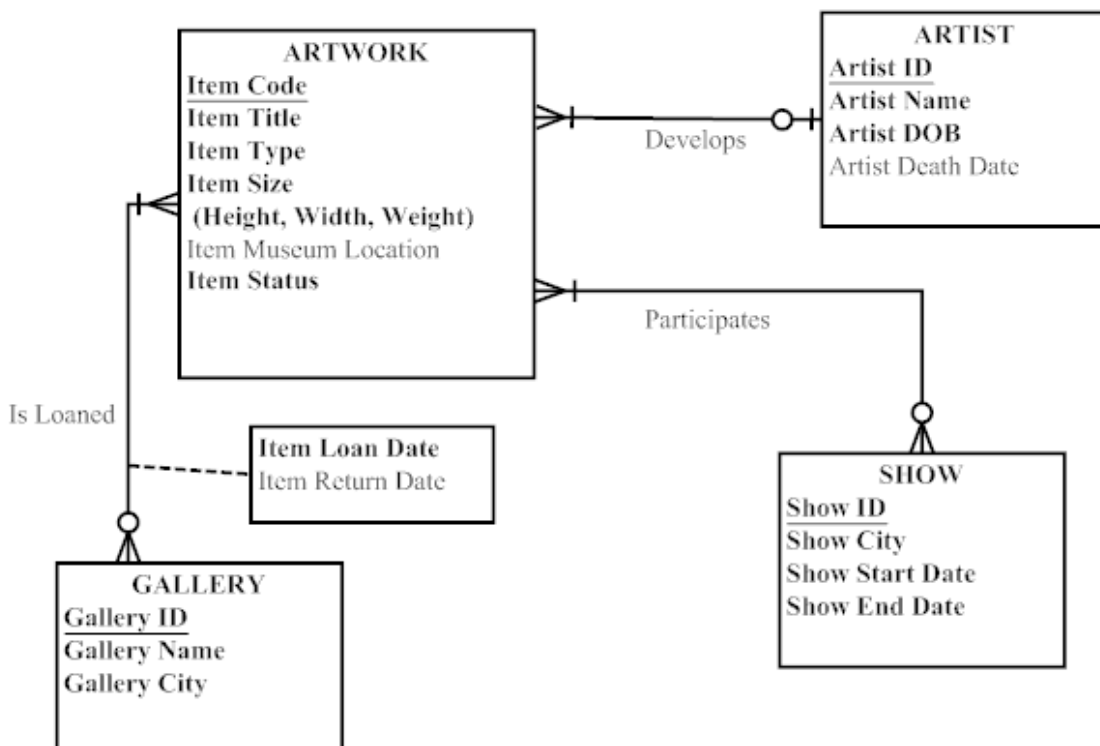 ARTWORK
Item Code
Item Title
Item Type
Item Size
(Height, Width, Weight)
Item Museum Location
Item Status
ARTIST
Artist ID
Artist Name
Artist DOB
Artist Death Date
Develops
Participates
Is Loaned
Item Loan Date
Item Return Date
SHOW
Show ID
Show City
Show Start Date
Show End Date
GALLERY
Gallery ID
Gallery Name
Gallery City